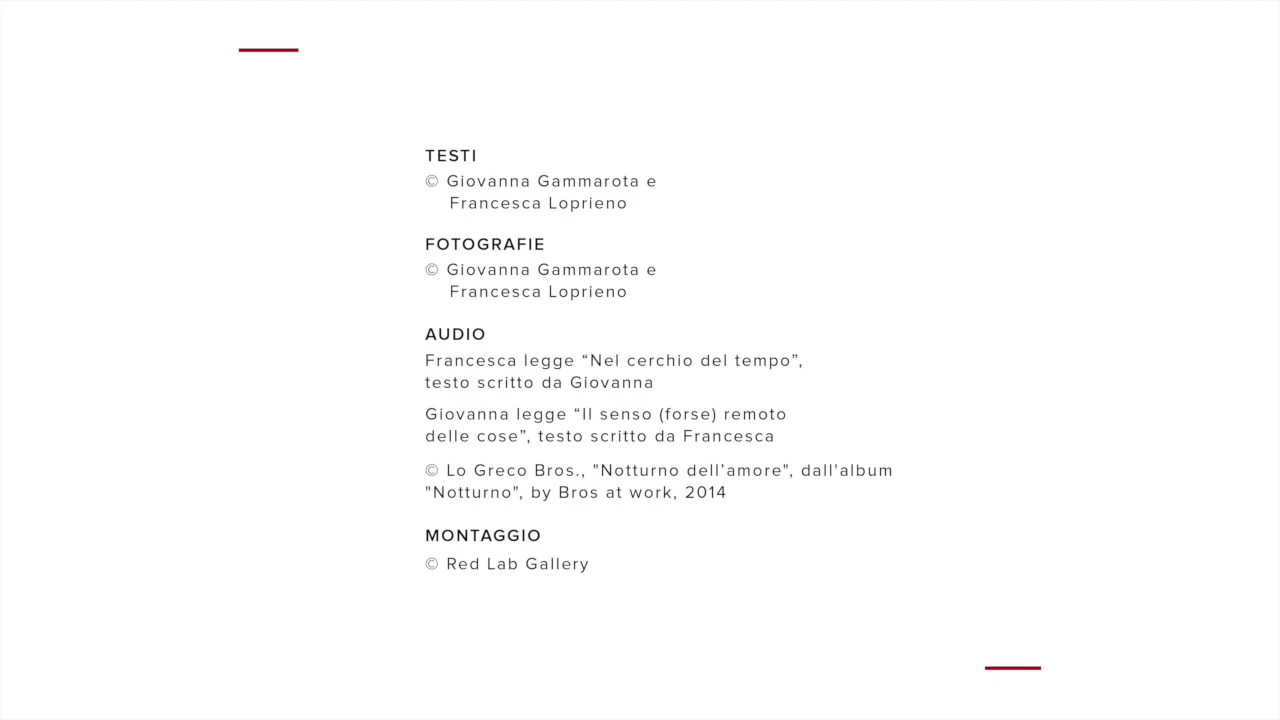 TESTI
© Giovanna Gammarota e
Francesca Loprieno
FOTOGRAFIE
© Giovanna Gammarota e
Francesca Loprieno
AUDIO
Francesca legge “Nel cerchio del tempo”,
testo scritto da Giovanna
Giovanna legge “Il senso (forse) remoto
delle cose”, testo scritto da Francesca
© Lo Greco Bros., "Notturno dell’amore", dall'album
"Notturno", by Bros at work, 2014
MONTAGGIO
© Red Lab Gallery